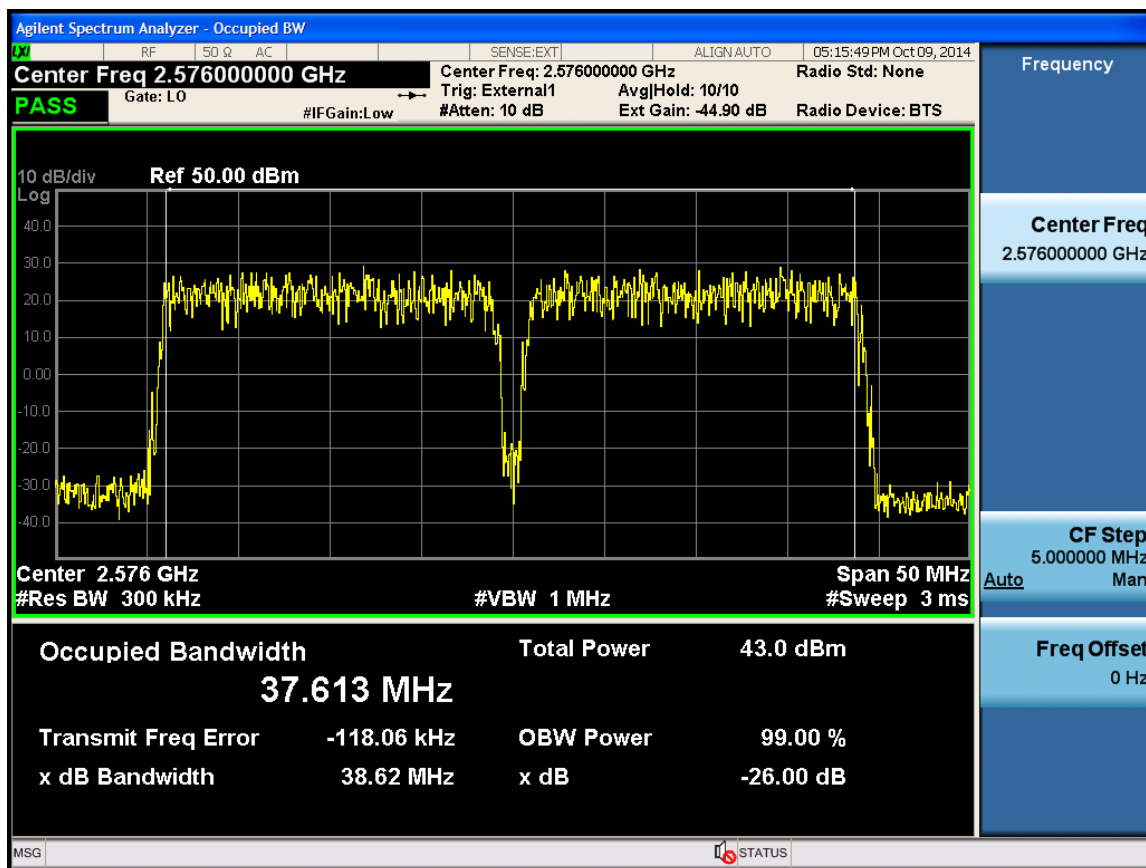 Agilent Spectrum Analyzer - Occupied BW
LXI RF 50 Ω AC SENSE:EXT ALIGN AUTO 05:15:49 PM Oct 09, 2014
Center Freq 2.576000000 GHz
PASS
Gate: LO
#IFGain:Low
Center Freq: 2.576000000 GHz
Trig: External1 Avg|Hold: 10/10
#Atten: 10 dB Ext Gain: -44.90 dB
Radio Std: None
Radio Device: BTS
10 dB/div Ref 50.00 dBm
Log
40.0
30.0
20.0
10.0
0.00
-10.0
-20.0
-30.0
-40.0
Center 2.576 GHz Span 50 MHz
#Res BW 300 kHz #VBW 1 MHz #Sweep 3 ms
Occupied Bandwidth Total Power 43.0 dBm
37.613 MHz
Transmit Freq Error -118.06 kHz OBW Power 99.00 %
x dB Bandwidth 38.62 MHz x dB -26.00 dB
MSG STATUS
Frequency
Center Freq
2.576000000 GHz
CF Step
5.000000 MHz
Auto Man
Freq Offset
0 Hz